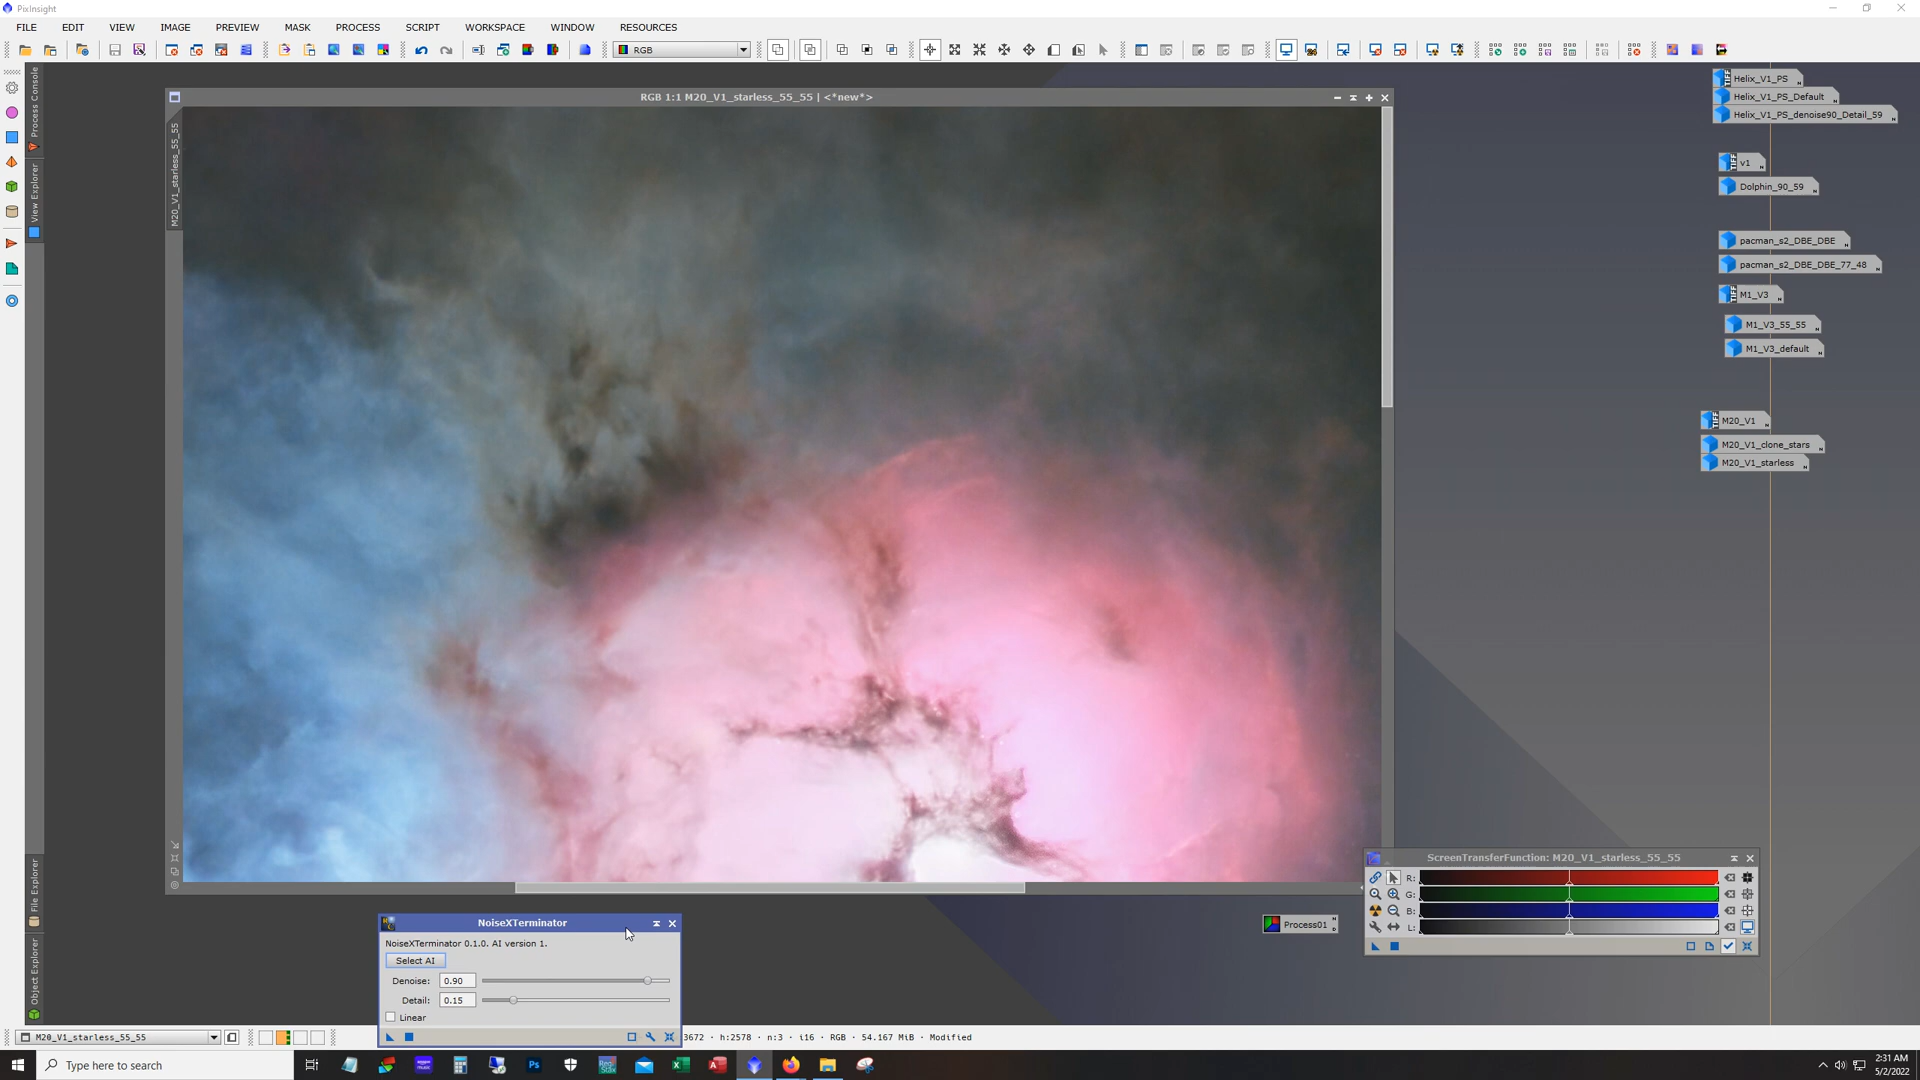 PixInsight
FILE EDIT VIEW IMAGE PREVIEW MASK PROCESS SCRIPT WORKSPACE WINDOW RESOURCES
RGB
Process Console
View Explorer
File Explorer
Object Explorer
RGB 1:1 M20_V1_starless_55_55 | <*new*>
M20_V1_starless_55_55
Helix_V1_PS
Helix_V1_PS_Default
Helix_V1_PS_denoise90_Detail_59
v1
Dolphin_90_59
pacman_s2_DBE_DBE
pacman_s2_DBE_DBE_77_48
M1_V3
M1_V3_55_55
M1_V3_default
M20_V1
M20_V1_clone_stars
M20_V1_starless
ScreenTransferFunction: M20_V1_starless_55_55
R:
G:
B:
L:
Process01
NoiseXTerminator
NoiseXTerminator 0.1.0. AI version 1.
Select AI
Denoise: 0.90
Detail: 0.15
Linear
M20_V1_starless_55_55
3672 · h:2578 · n:3 · i16 · RGB · 54.167 MiB · Modified
Type here to search
2:31 AM
5/2/2022